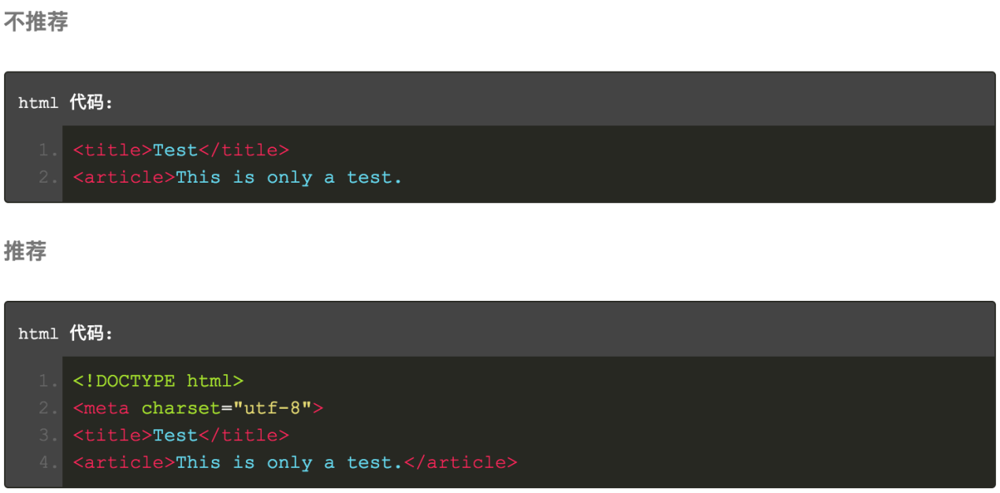 不推荐
html 代码:
1. <title>Test</title>
2. <article>This is only a test.
推荐
html 代码:
1. <!DOCTYPE html>
2. <meta charset="utf-8">
3. <title>Test</title>
4. <article>This is only a test.</article>